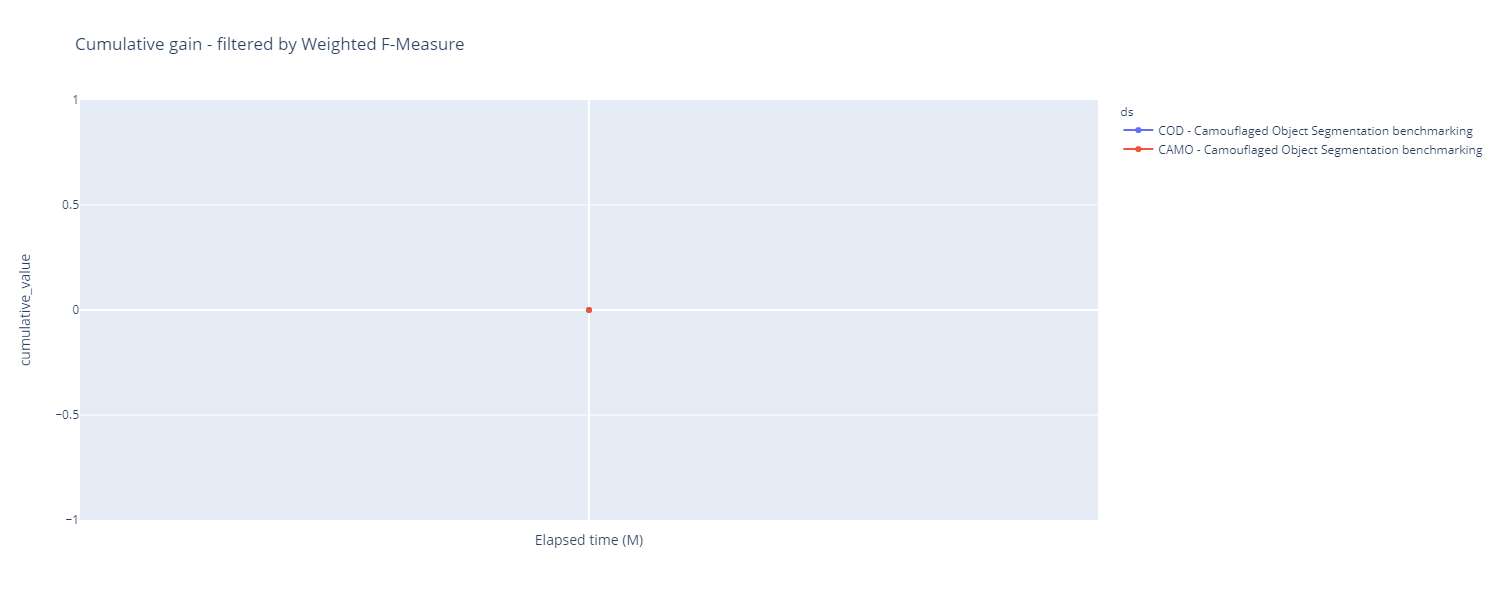 Cumulative gain - filtered by Weighted F-Measure
ds
COD - Camouflaged Object Segmentation benchmarking
CAMO - Camouflaged Object Segmentation benchmarking
1
0.5
0
−0.5
−1
cumulative_value
Elapsed time (M)